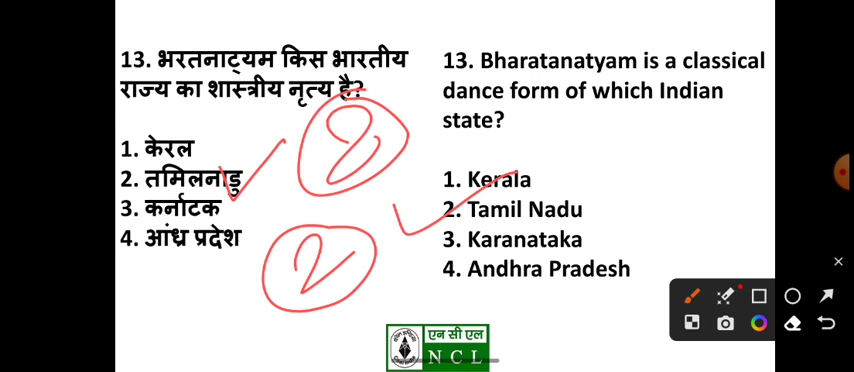 13. भरतनाट्यम किस भारतीय
राज्य का शास्त्रीय नृत्य है?
1. केरल
2. तमिलनाडु
3. कर्नाटक
4. आंध्र प्रदेश
13. Bharatanatyam is a classical
dance form of which Indian
state?
1. Kerala
2. Tamil Nadu
3. Karanataka
4. Andhra Pradesh
2
एन सी एल
N C L